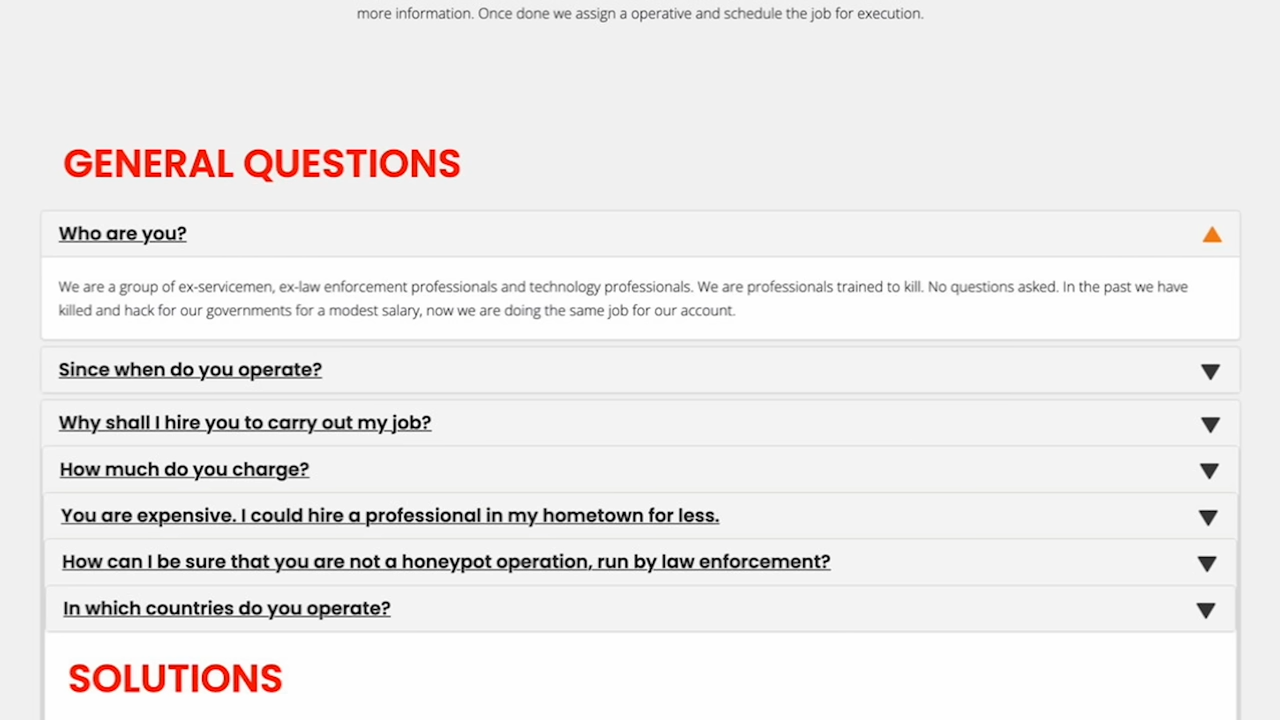 more information. Once done we assign a operative and schedule the job for execution.
GENERAL QUESTIONS
Who are you?
We are a group of ex-servicemen, ex-law enforcement professionals and technology professionals. We are professionals trained to kill. No questions asked. In the past we have
killed and hack for our governments for a modest salary, now we are doing the same job for our account.
Since when do you operate?
Why shall I hire you to carry out my job?
How much do you charge?
You are expensive. I could hire a professional in my hometown for less.
How can I be sure that you are not a honeypot operation, run by law enforcement?
In which countries do you operate?
SOLUTIONS